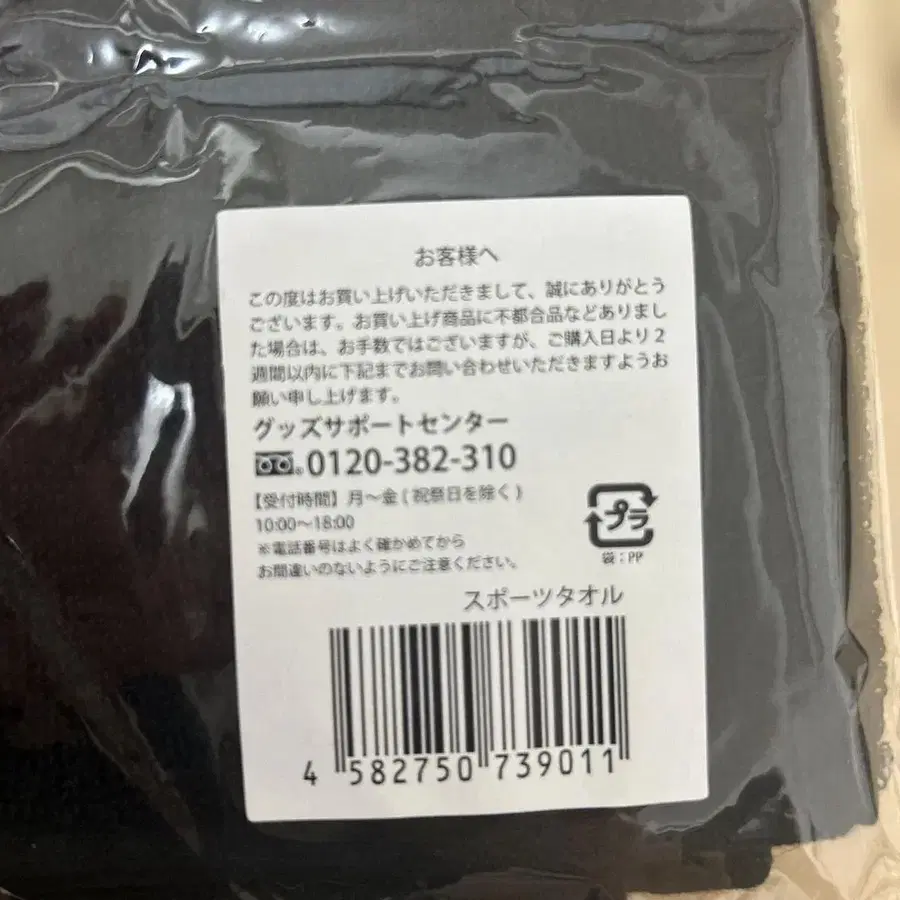 お客様へ
この度はお買い上げいただきまして、誠にありがとう
ございます。お買い上げ商品に不都合品などありまし
た場合は、お手数ではございますが、ご購入日より2
週間以内に下記までお問い合わせいただきますようお
願い申し上げます。
グッズサポートセンター
0120-382-310
【受付時間】月～金(祝祭日を除く)
10:00～18:00
※電話番号はよく確かめてから
お間違いのないようにご注意ください。
プラ
袋:PP
スポーツタオル
4 582750 739011